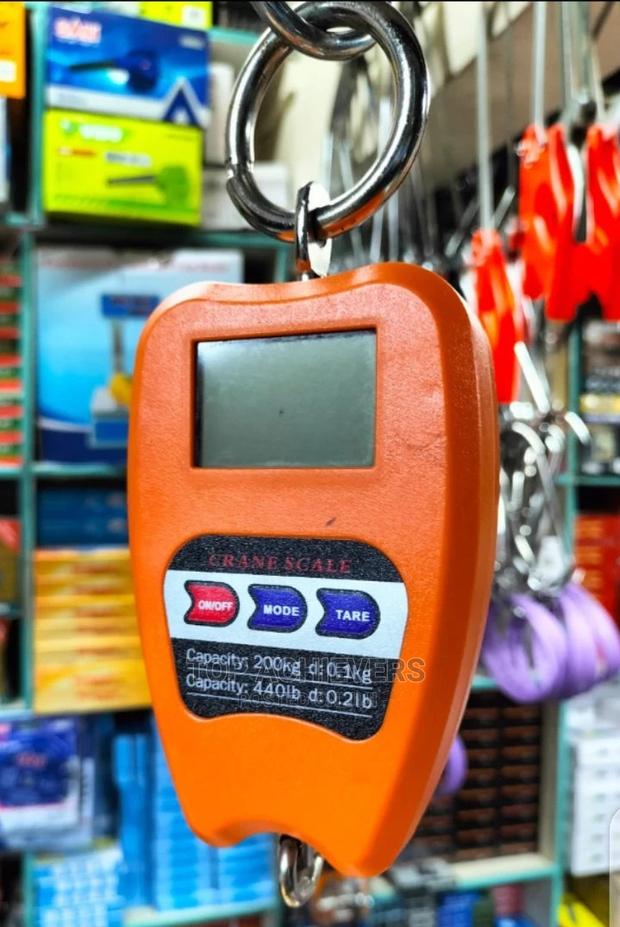 CRANE SCALE
ON/OFF MODE TARE
Capacity: 200kg d:0.1kg
Capacity: 440lb d:0.2lb